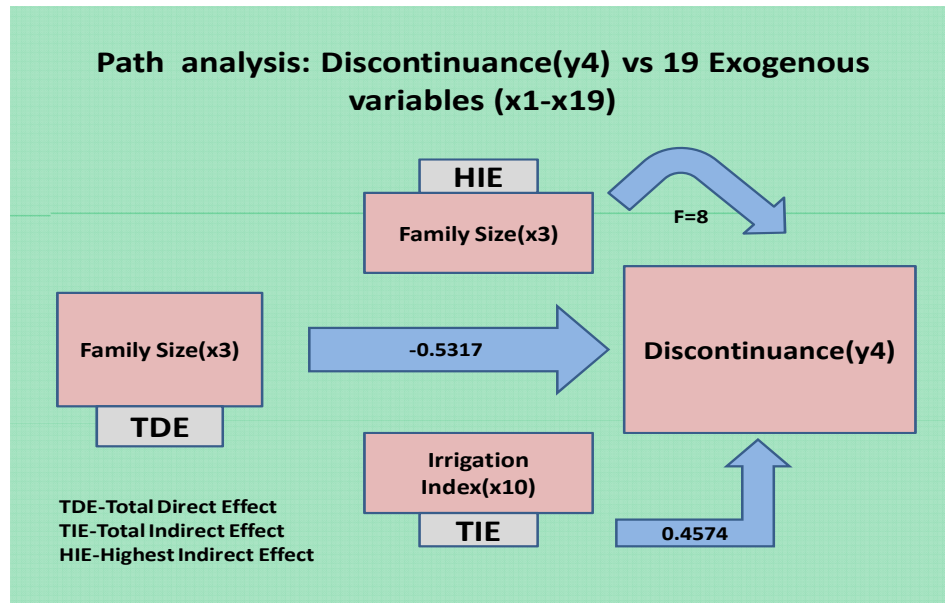 Path analysis: Discontinuance(y4) vs 19 Exogenous
variables (x1-x19)
HIE
Family Size(x3)
F=8
Family Size(x3)
TDE
-0.5317
Discontinuance(y4)
Irrigation
Index(x10)
TIE
0.4574
TDE-Total Direct Effect
TIE-Total Indirect Effect
HIE-Highest Indirect Effect